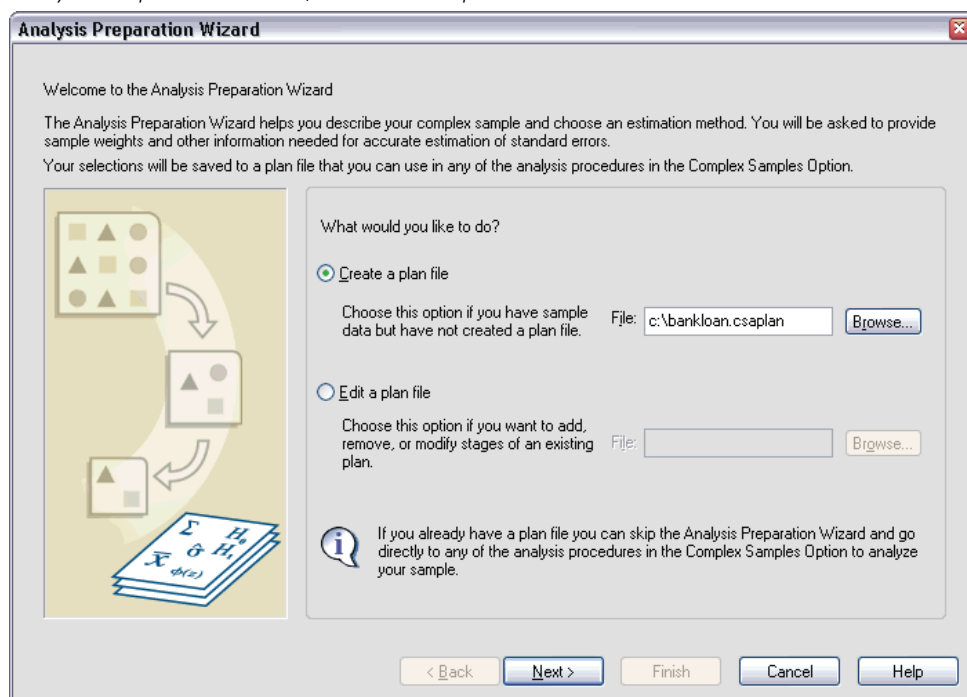 Analysis Preparation Wizard
Welcome to the Analysis Preparation Wizard
The Analysis Preparation Wizard helps you describe your complex sample and choose an estimation method. You will be asked to provide
sample weights and other information needed for accurate estimation of standard errors.
Your selections will be saved to a plan file that you can use in any of the analysis procedures in the Complex Samples Option.
What would you like to do?
Create a plan file
Choose this option if you have sample
data but have not created a plan file.
File: c:\bankloan.csaplan Browse...
Edit a plan file
Choose this option if you want to add,
remove, or modify stages of an existing
plan.
File: Browse...
If you already have a plan file you can skip the Analysis Preparation Wizard and go
directly to any of the analysis procedures in the Complex Samples Option to analyze
your sample.
Σ H₀
x̅ σ̂ H₁
φ(z)
< Back Next > Finish Cancel Help